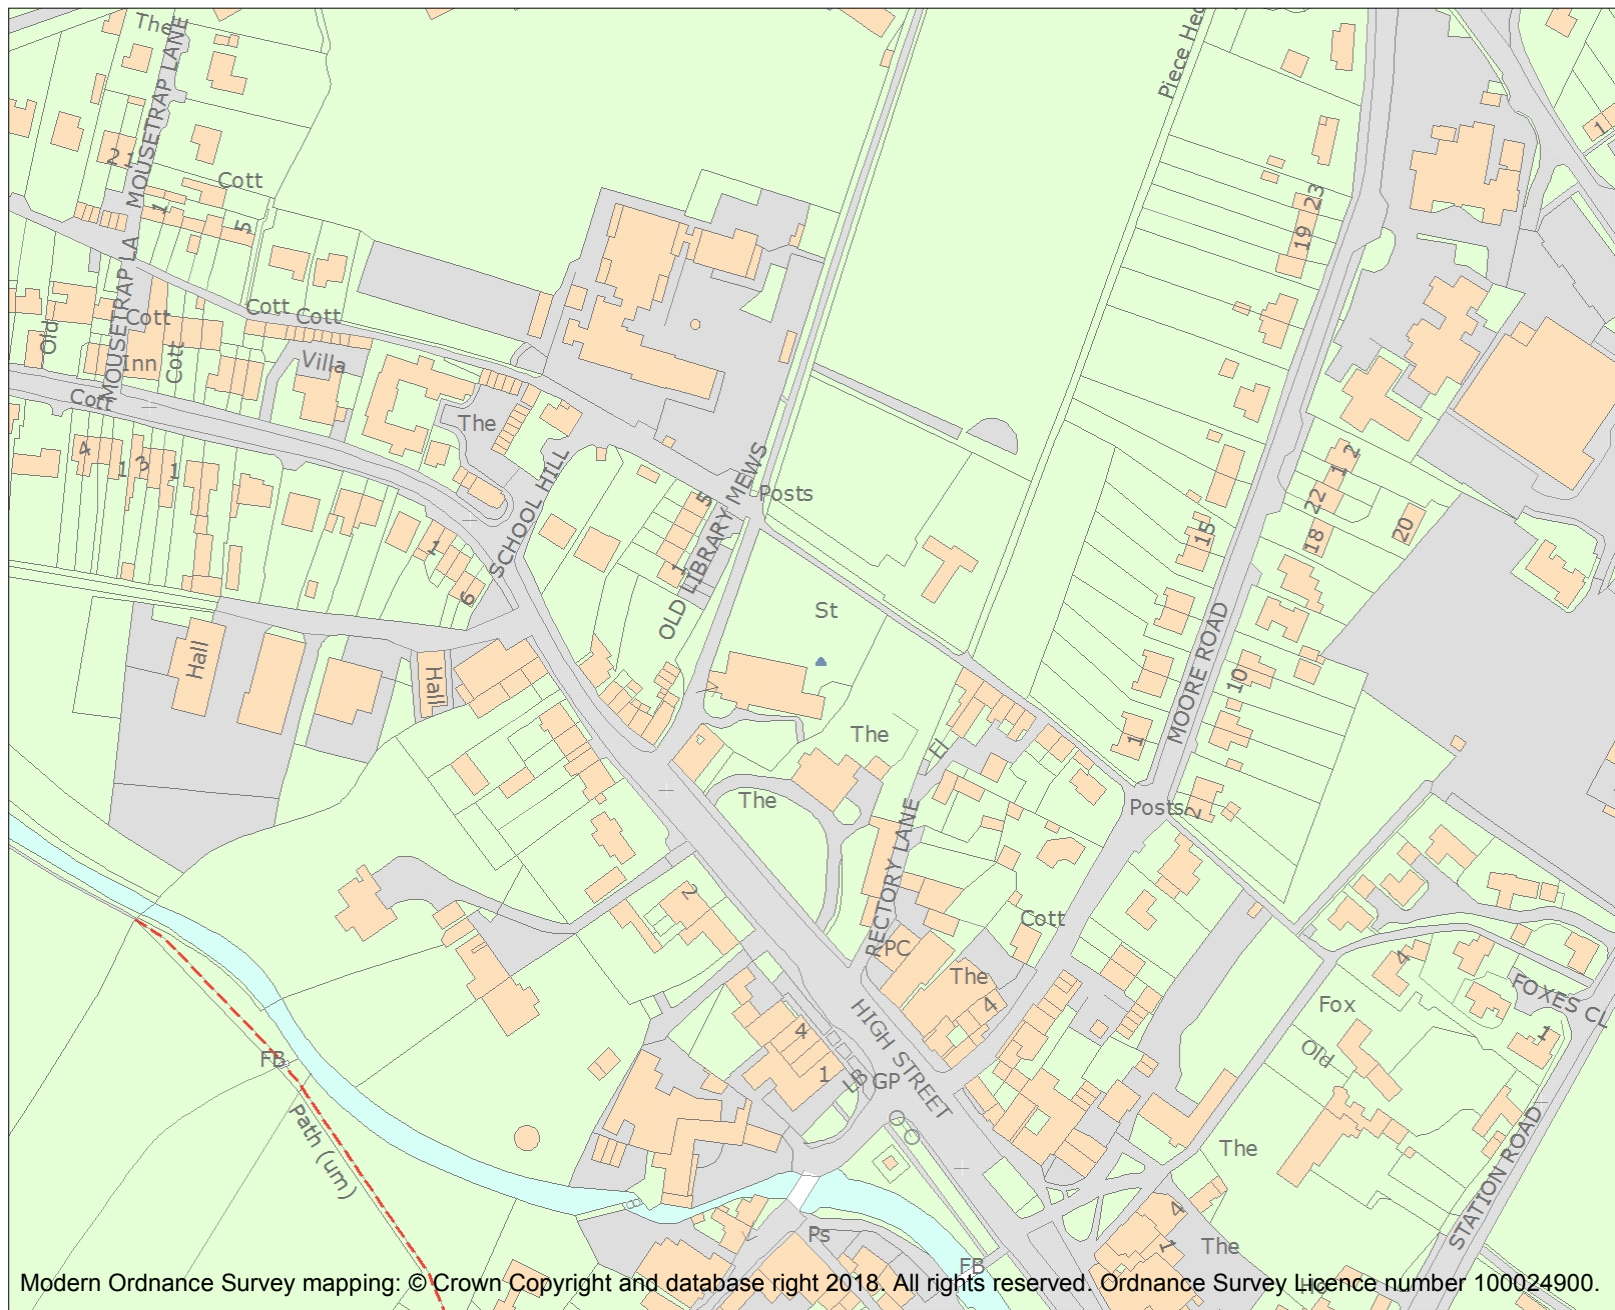 The
MOUSETRAP LANE
Piece Hed
21
Cott
1
5
1
23
19
MOUSETRAP LA
Cott
Cott
Cott
Old
Inn
Cott
Villa
Cott
The
4
1
3
1
SCHOOL HILL
OLD LIBRARY MEWS
5
Posts
1
2
22
15
18
20
1
6
1
St
MOORE ROAD
Hall
Hall
10
The
El
1
The
Posts
2
RECTORY LANE
2
Cott
PC
The
4
4
FOXES CL
Fox
HIGH STREET
4
Old
1
FB
1
LB
GP
Path (um)
The
STATION ROAD
4
Ps
1
The
FB
Ho
Modern Ordnance Survey mapping: © Crown Copyright and database right 2018. All rights reserved. Ordnance Survey Licence number 100024900.